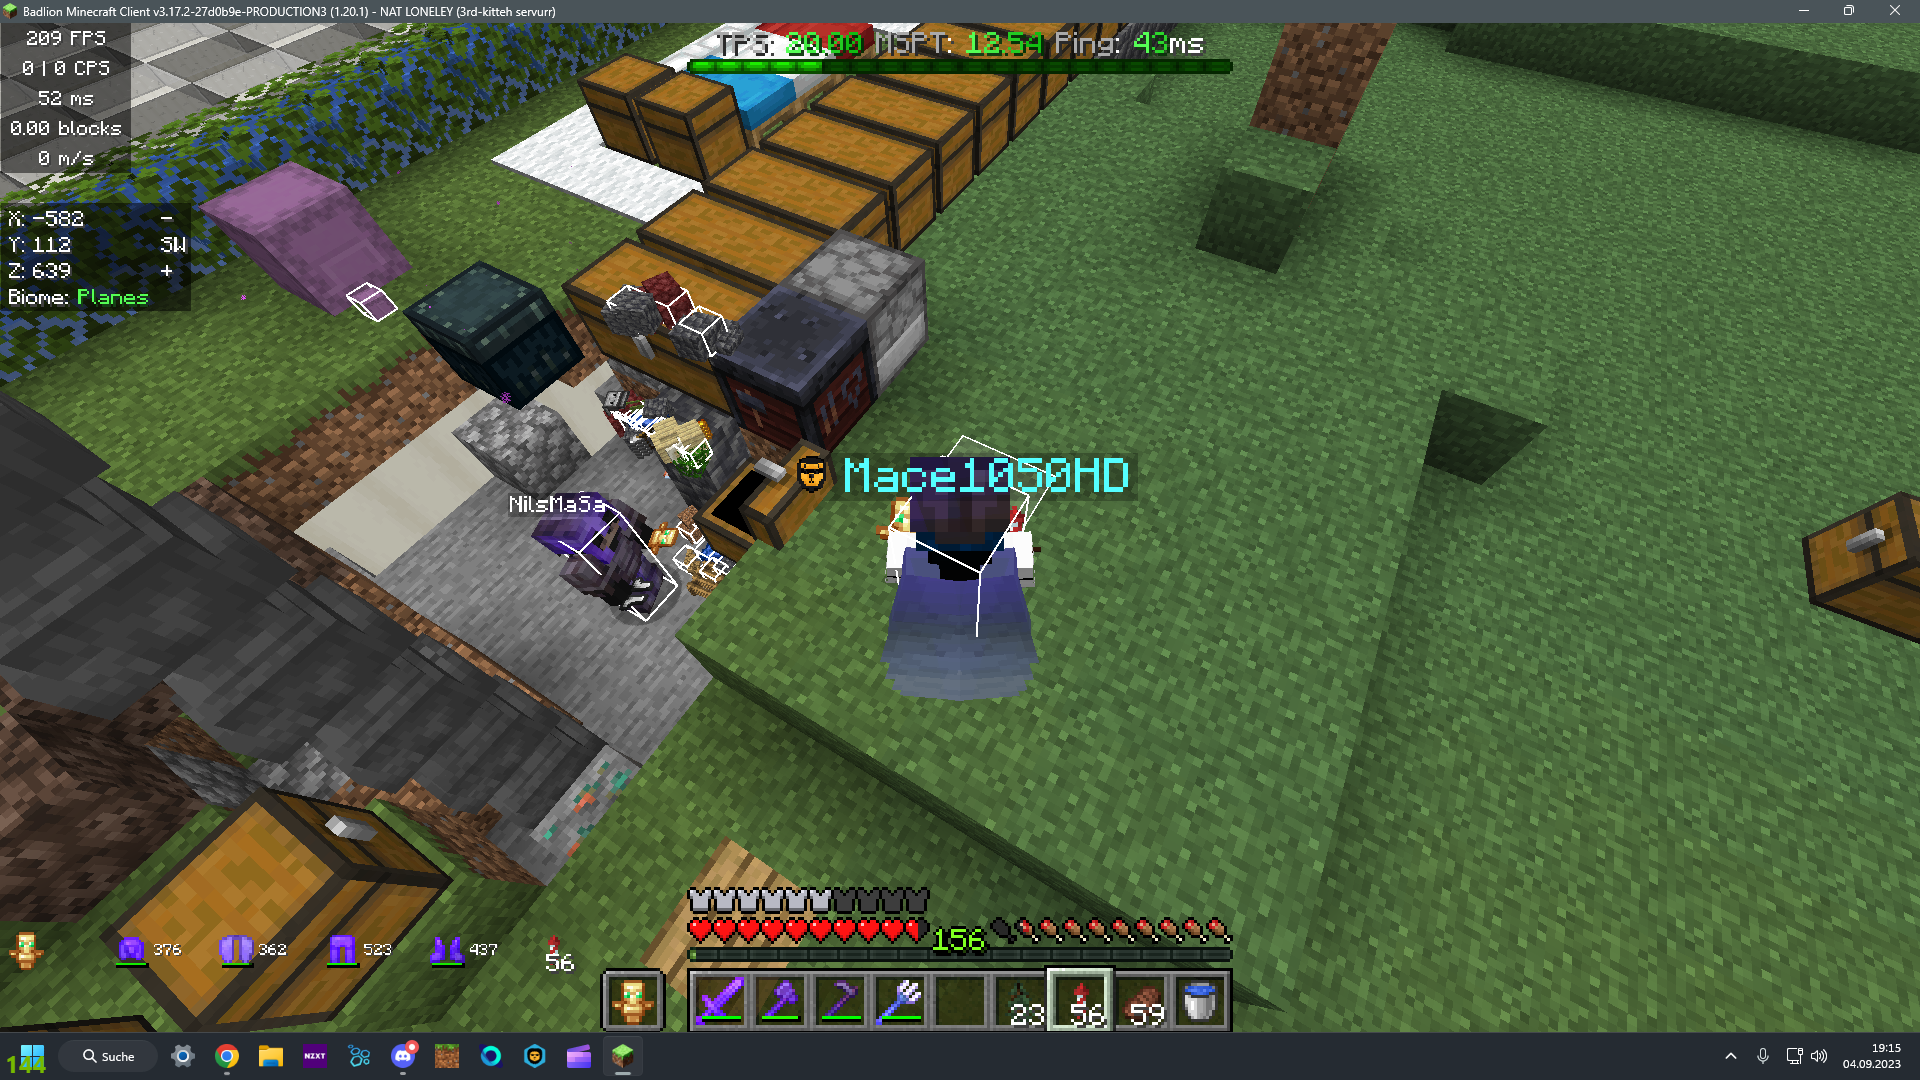 Badlion Minecraft Client v3.17.2-27d0b9e-PRODUCTION3 (1.20.1) - NAT LONELEY (3rd-kitteh servurr)
209 FPS
0 | 0 CPS
52 ms
0.00 blocks
0 m/s
TPS: 20.00 MSPT: 12.54 Ping: 43ms
X: -582 -
Y: 112 SW
Z: 639 +
Biome: Planes
Mace1050HD
NilsMaSa
156
376
362
523
437
56
23
56
59
144
Suche
NZXT
19:15
04.09.2023